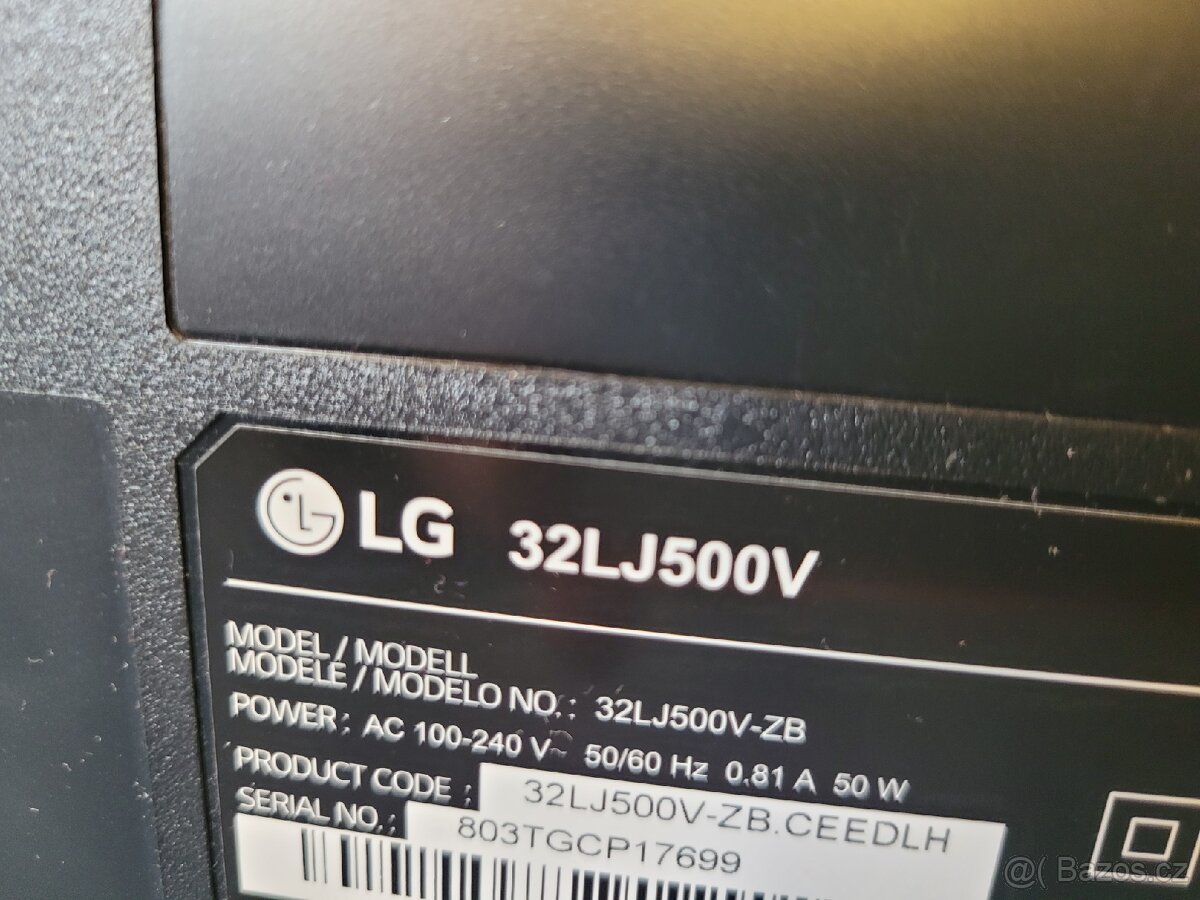 LG 32LJ500V
MODEL / MODELL
MODÈLE / MODELO NO. : 32LJ500V-ZB
POWER : AC 100-240 V~ 50/60 Hz 0.81 A 50 W
PRODUCT CODE : 32LJ500V-ZB.CEEDLH
SERIAL NO. : 803TGCP17699
@( Bazos.cz